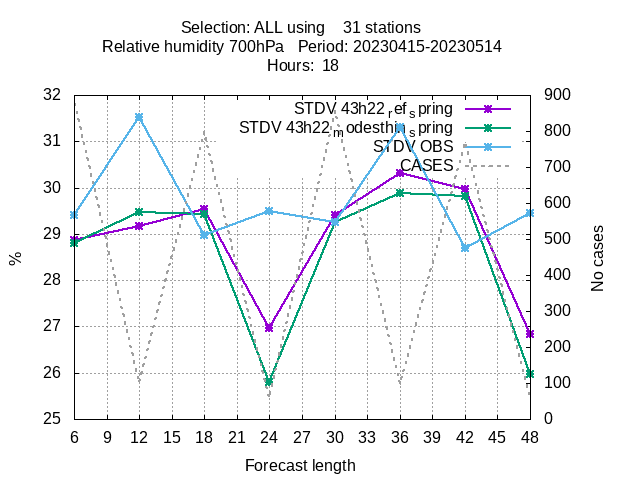 Selection: ALL using    31 stations
Relative humidity 700hPa   Period: 20230415-20230514
Hours:  18
STDV 43h22_ref_spring
STDV 43h22_modesthin_spring
STDV OBS
CASES
%
32
31
30
29
28
27
26
25
No cases
900
800
700
600
500
400
300
200
100
0
6 9 12 15 18 21 24 27 30 33 36 39 42 45 48
Forecast length